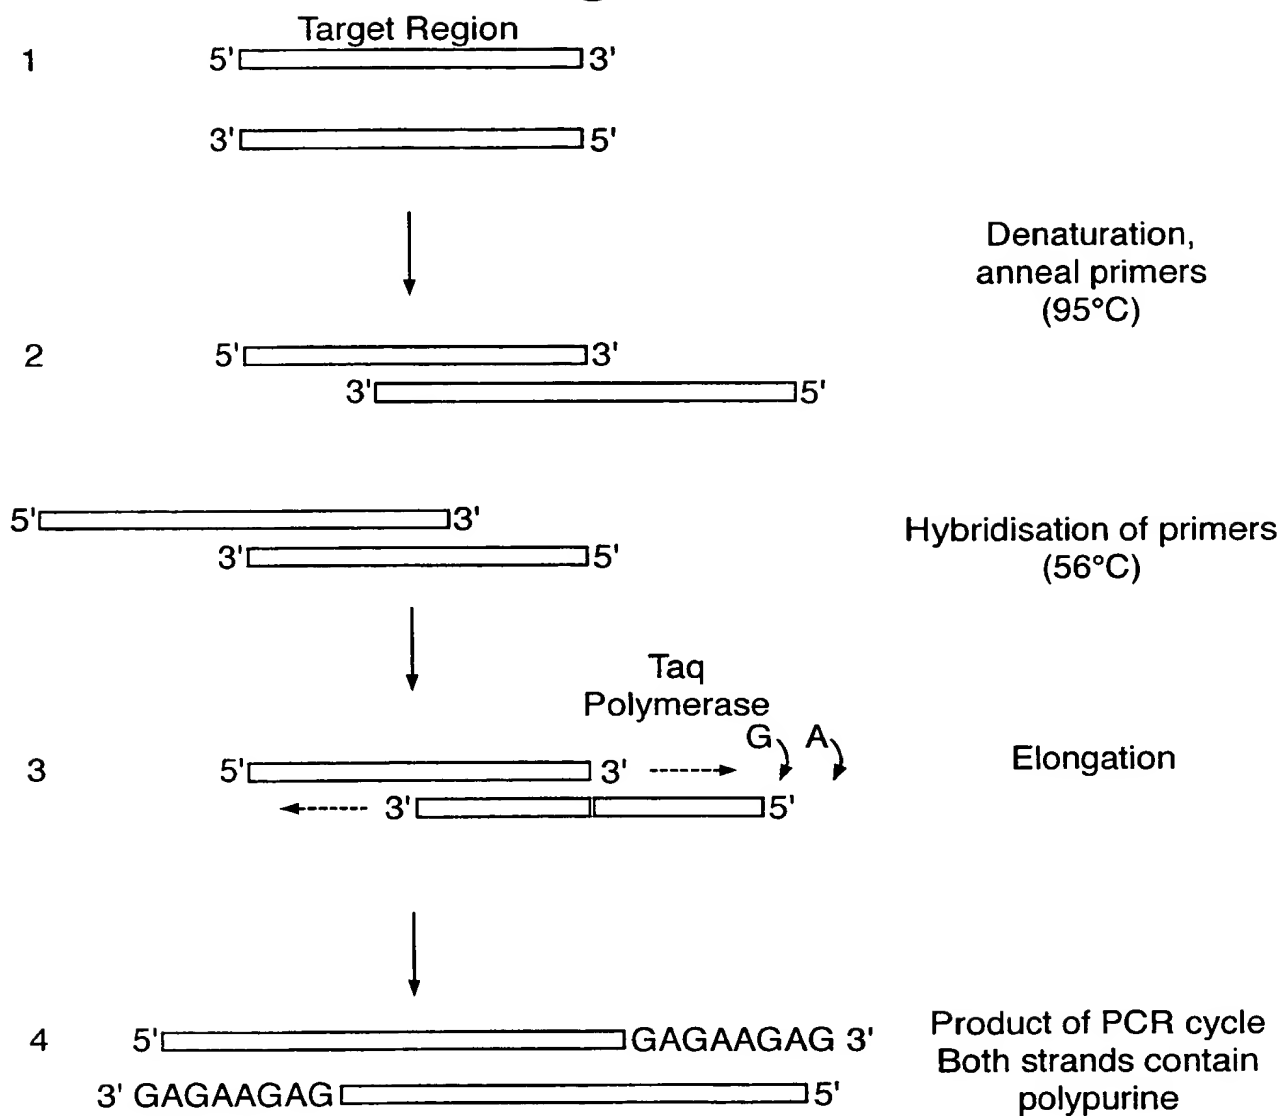 Target Region
1 5' 3'
3' 5'
Denaturation,
anneal primers
(95°C)
2 5' 3'
3' 5'
5' 3'
3' 5'
Hybridisation of primers
(56°C)
Taq
Polymerase
G A
3 5' 3' Elongation
3' 5'
4 5' GAGAAGAG 3'
3' GAGAAGAG 5'
Product of PCR cycle
Both strands contain
polypurine